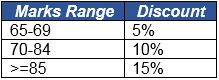 Marks Range Discount
65-69 5%
70-84 10%
>=85 15%